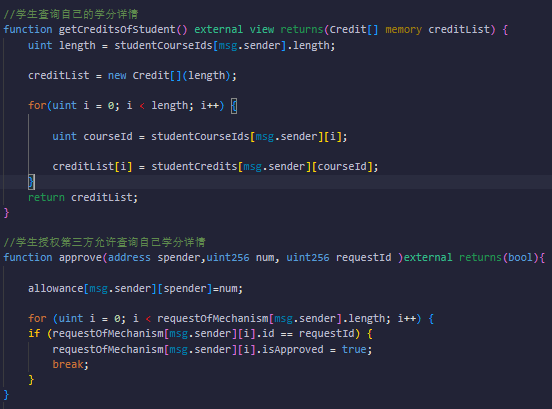 //学生查询自己的学分详情
function getCreditsOfStudent() external view returns(Credit[] memory creditList) {
uint length = studentCourseIds[msg.sender].length;
creditList = new Credit[](length);
for(uint i = 0; i < length; i++) {
uint courseId = studentCourseIds[msg.sender][i];
creditList[i] = studentCredits[msg.sender][courseId];
}
return creditList;
}
//学生授权第三方允许查询自己学分详情
function approve(address spender,uint256 num, uint256 requestId )external returns(bool){
allowance[msg.sender][spender]=num;
for (uint i = 0; i < requestOfMechanism[msg.sender].length; i++) {
if (requestOfMechanism[msg.sender][i].id == requestId) {
requestOfMechanism[msg.sender][i].isApproved = true;
break;
}
}